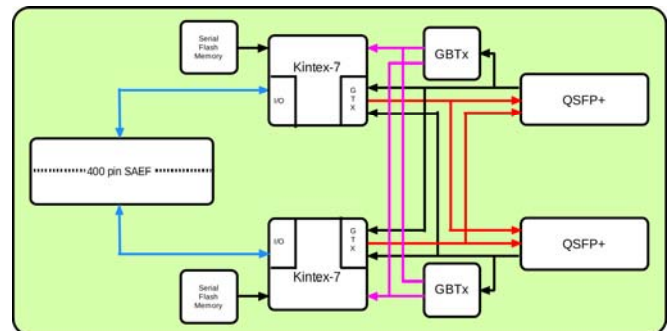 Serial
Flash
Memory
Kintex-7
I/O
G
T
X
GBTx
QSFP+
400 pin SAEF
I/O
G
T
X
Kintex-7
QSFP+
Serial
Flash
Memory
GBTx